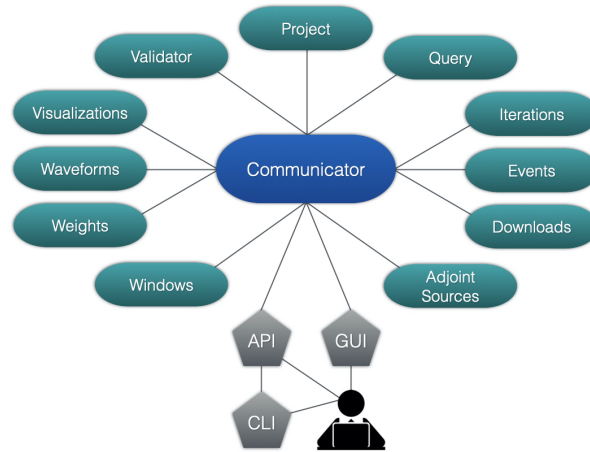 Project
Validator
Query
Visualizations
Iterations
Waveforms
Communicator
Events
Weights
Downloads
Windows
Adjoint
Sources
API
GUI
CLI